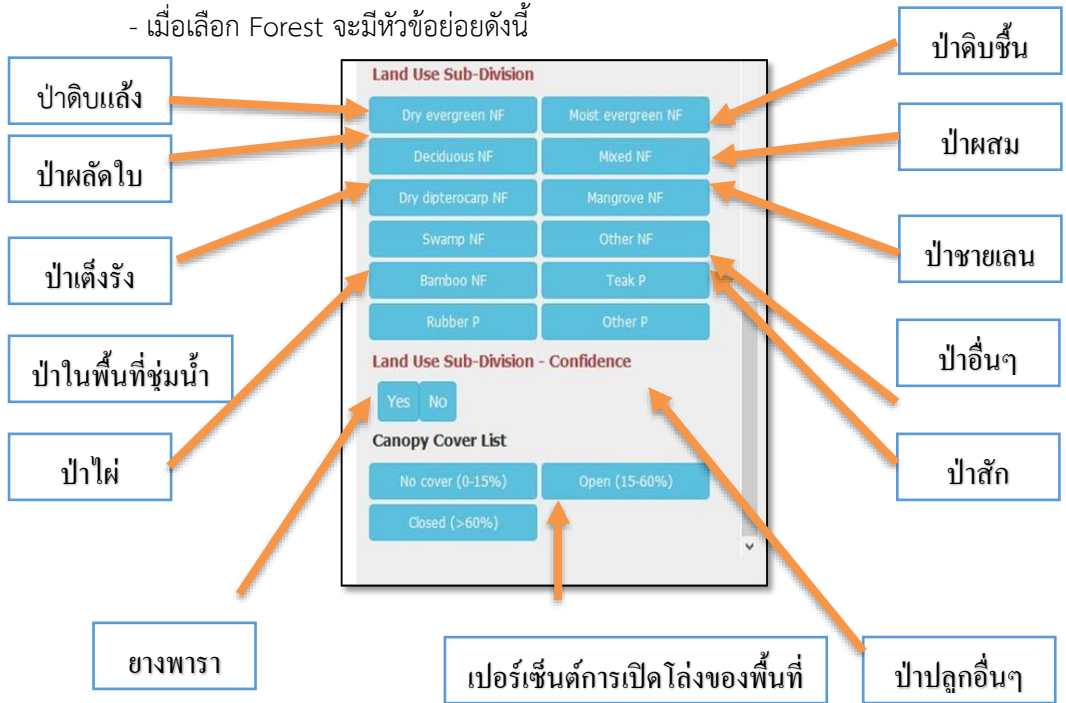 - เมื่อเลือก Forest จะมีหัวข้อย่อยดังนี้
ป่าดิบชื้น
ป่าดิบแล้ง
ป่าผสม
ป่าผลัดใบ
ป่าชายเลน
ป่าเต็งรัง
ป่าอื่นๆ
ป่าในพื้นที่ชุ่มน้ำ
ป่าไผ่
ป่าสัก
Land Use Sub-Division
Dry evergreen NF Moist evergreen NF
Deciduous NF Mixed NF
Dry dipterocarp NF Mangrove NF
Swamp NF Other NF
Bamboo NF Teak P
Rubber P Other P
Land Use Sub-Division - Confidence
Yes No
Canopy Cover List
No cover (0-15%) Open (15-60%)
Closed (>60%)
ยางพารา
เปอร์เซ็นต์การเปิดโล่งของพื้นที่
ป่าปลูกอื่นๆ